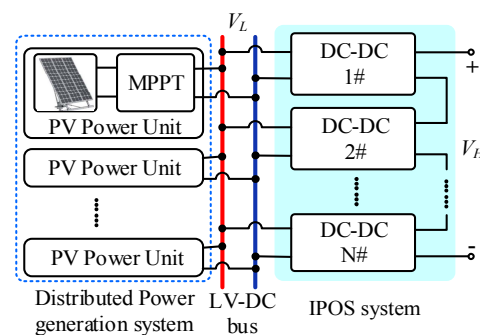 V_L
MPPT
PV Power Unit
PV Power Unit
PV Power Unit
DC-DC
1#
DC-DC
2#
DC-DC
N#
+
V_H
-
Distributed Power
generation system
LV-DC
bus
IPOS system